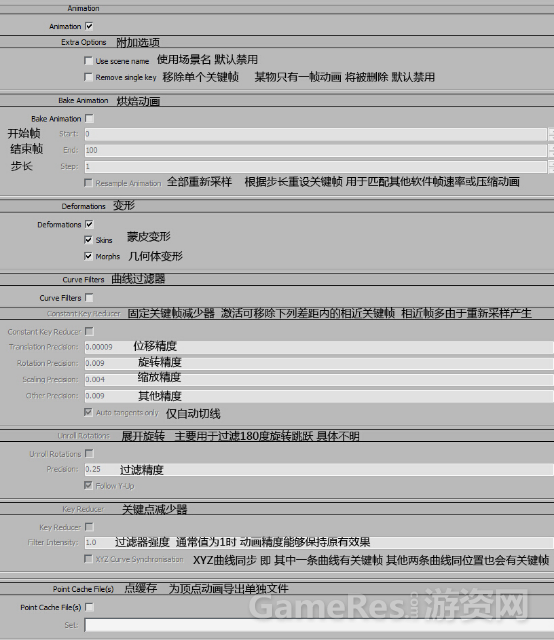 Animation
Animation
Extra Options 附加选项
Use scene name 使用场景名 默认禁用
Remove single key 移除单个关键帧 某物只有一帧动画 将被删除 默认禁用
Bake Animation 烘焙动画
Bake Animation
开始帧 Start: 0
结束帧 End: 100
步长 Step: 1
Resample Animation 全部重新采样 根据步长重设关键帧 用于匹配其他软件帧速率或压缩动画
Deformations 变形
Deformations
Skins 蒙皮变形
Morphs 几何体变形
Curve Filters 曲线过滤器
Curve Filters
Constant Key Reducer 固定关键帧减少器 激活可移除下列差距内的相近关键帧 相近帧多由于重新采样产生
Constant Key Reducer
Translation Precision: 0.00009 位移精度
Rotation Precision: 0.009 旋转精度
Scaling Precision: 0.004 缩放精度
Other Precision: 0.009 其他精度
Auto tangents only 仅自动切线
Unroll Rotations 展开旋转 主要用于过滤180度旋转跳跃 具体不明
Unroll Rotations
Precision: 0.25 过滤精度
Follow Y-Up
Key Reducer 关键点减少器
Key Reducer
Filter Intensity: 1.0 过滤器强度 通常值为1时 动画精度能够保持原有效果
XYZ Curve Synchronisation XYZ曲线同步 即 其中一条曲线有关键帧 其他两条曲线同位置也会有关键帧
Point Cache File(s) 点缓存 为顶点动画导出单独文件
Point Cache File(s)
Set:
GameRes.com 游资网